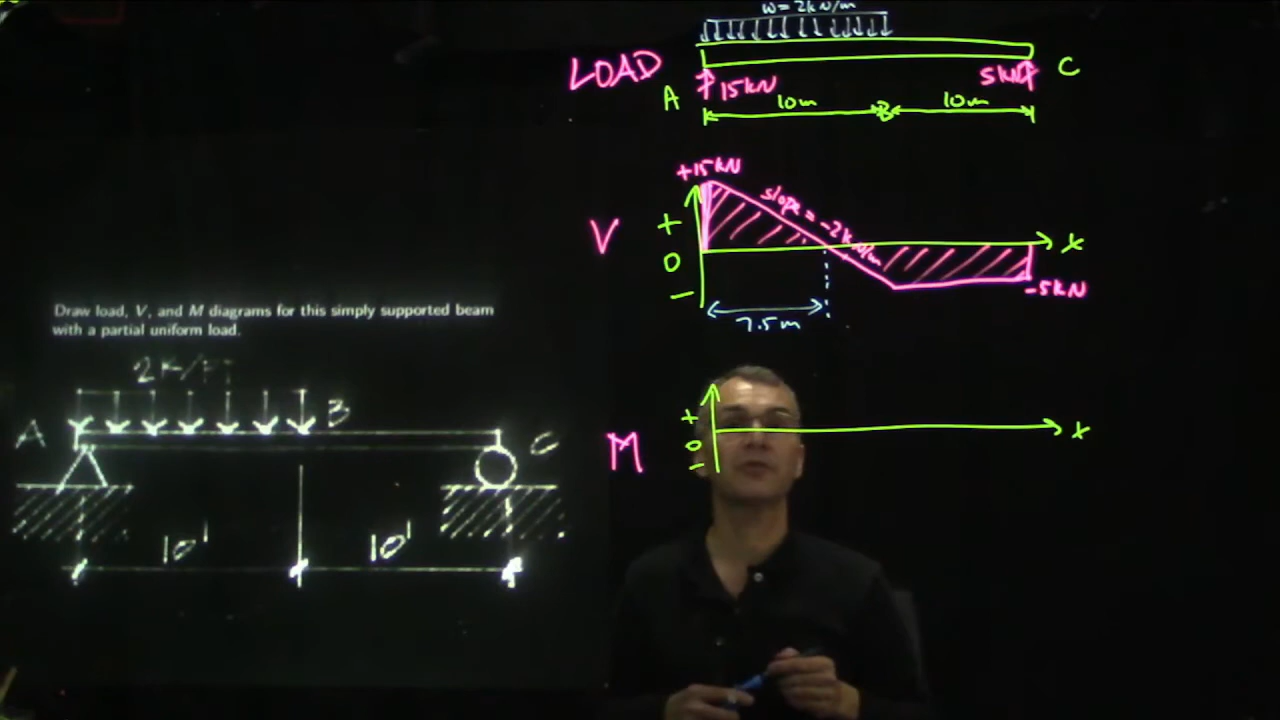 w = 2kN/m
LOAD
A
15kN
5kN
C
10m
B
10m
+15kN
slope = -2kN/m
V
+
0
-
x
-5kN
7.5m
Draw load, V, and M diagrams for this simply supported beam
with a partial uniform load.
2K/FT
A
B
C
10'
10'
M
+
0
-
x